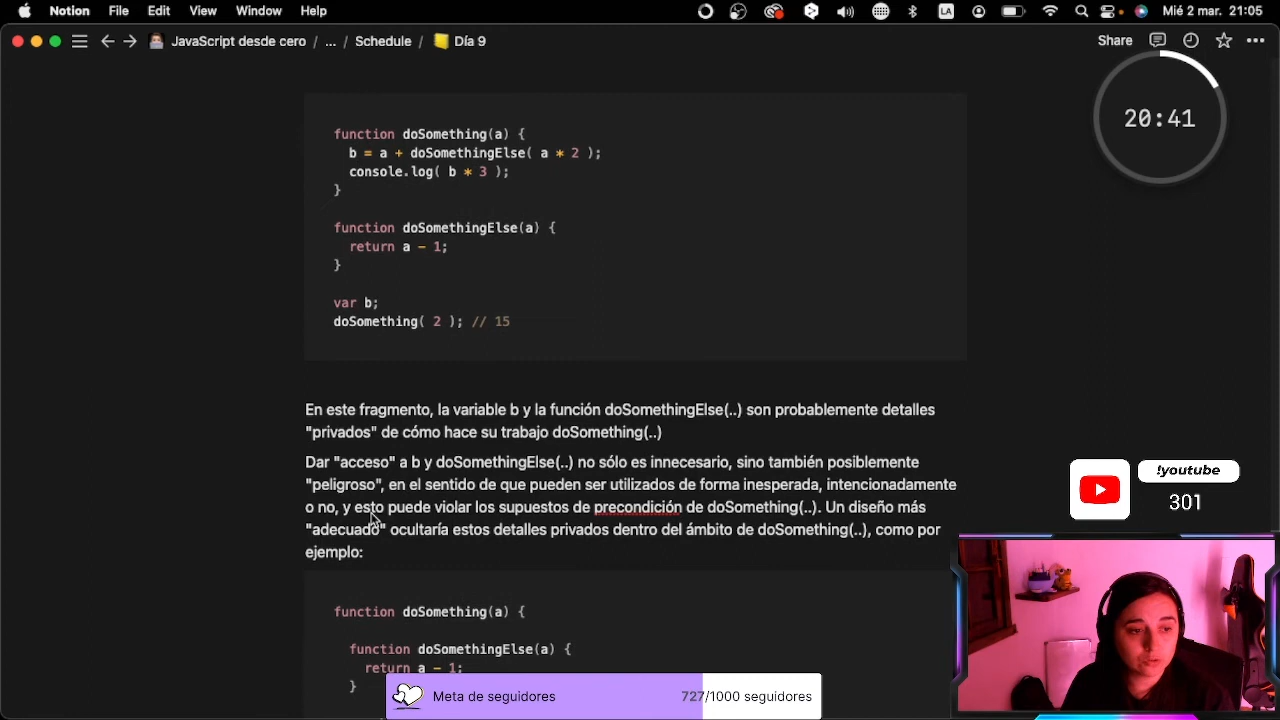 Notion File Edit View Window Help LA Mié 2 mar. 21:05
JavaScript desde cero / ... / Schedule / Día 9 Share
20:41
function doSomething(a) {
b = a + doSomethingElse( a * 2 );
console.log( b * 3 );
}
function doSomethingElse(a) {
return a - 1;
}
var b;
doSomething( 2 ); // 15
En este fragmento, la variable b y la función doSomethingElse(..) son probablemente detalles
"privados" de cómo hace su trabajo doSomething(..)
Dar "acceso" a b y doSomethingElse(..) no sólo es innecesario, sino también posiblemente
"peligroso", en el sentido de que pueden ser utilizados de forma inesperada, intencionadamente
o no, y esto puede violar los supuestos de precondición de doSomething(..). Un diseño más
"adecuado" ocultaría estos detalles privados dentro del ámbito de doSomething(..), como por
ejemplo:
!youtube
301
function doSomething(a) {
function doSomethingElse(a) {
return a - 1;
}
Meta de seguidores 727/1000 seguidores